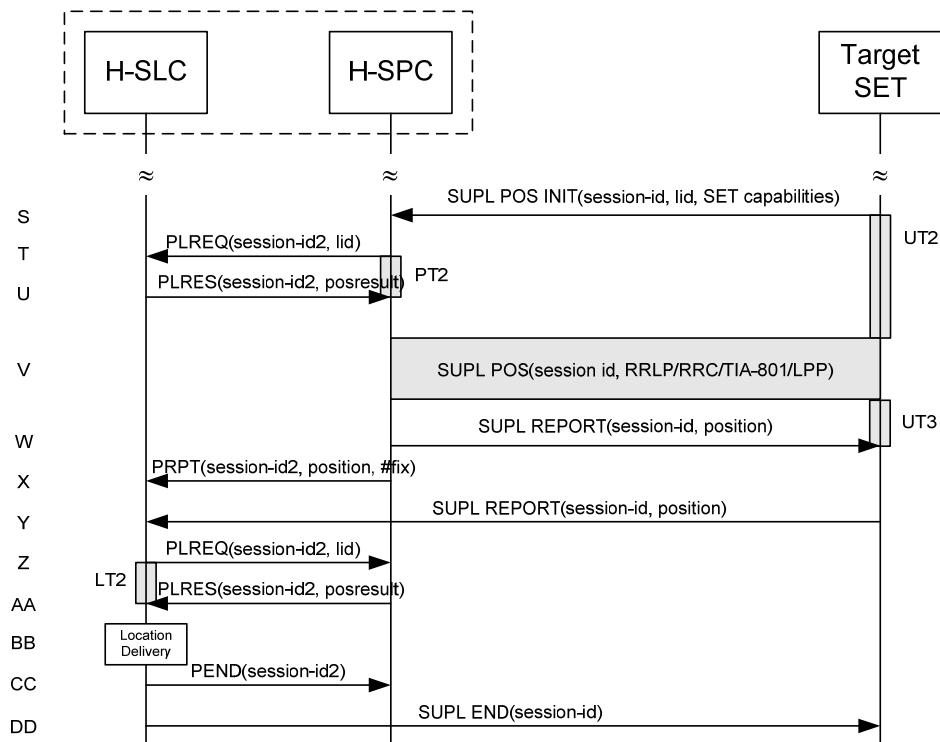 H-SLC
H-SPC
Target
SET
≈ ≈ ≈
S
SUPL POS INIT(session-id, lid, SET capabilities)
UT2
T
PLREQ(session-id2, lid)
PT2
U
PLRES(session-id2, posresult)
V
SUPL POS(session id, RRLP/RRC/TIA-801/LPP)
UT3
W
SUPL REPORT(session-id, position)
X
PRPT(session-id2, position, #fix)
Y
SUPL REPORT(session-id, position)
Z
PLREQ(session-id2, lid)
LT2
AA
PLRES(session-id2, posresult)
BB
Location
Delivery
CC
PEND(session-id2)
DD
SUPL END(session-id)